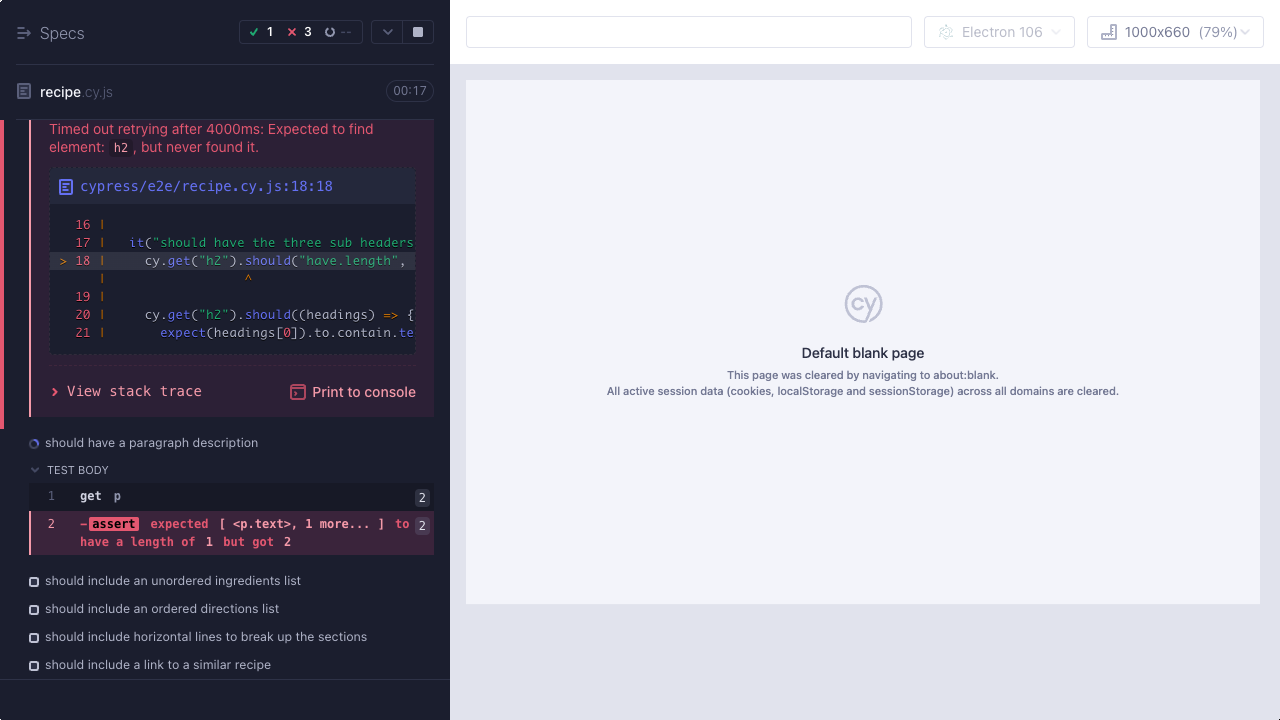 Specs
1 3 --
Electron 106
1000x660 (79%)
recipe.cy.js
00:17
Timed out retrying after 4000ms: Expected to find
element: h2, but never found it.
cypress/e2e/recipe.cy.js:18:18
16 |
17 | it("should have the three sub headers
> 18 | cy.get("h2").should("have.length",
| ^
19 |
20 | cy.get("h2").should((headings) => {
21 | expect(headings[0]).to.contain.te
View stack trace
Print to console
should have a paragraph description
TEST BODY
1 get p 2
2 -assert expected [ <p.text>, 1 more... ] to 2
have a length of 1 but got 2
should include an unordered ingredients list
should include an ordered directions list
should include horizontal lines to break up the sections
should include a link to a similar recipe
cy
Default blank page
This page was cleared by navigating to about:blank.
All active session data (cookies, localStorage and sessionStorage) across all domains are cleared.